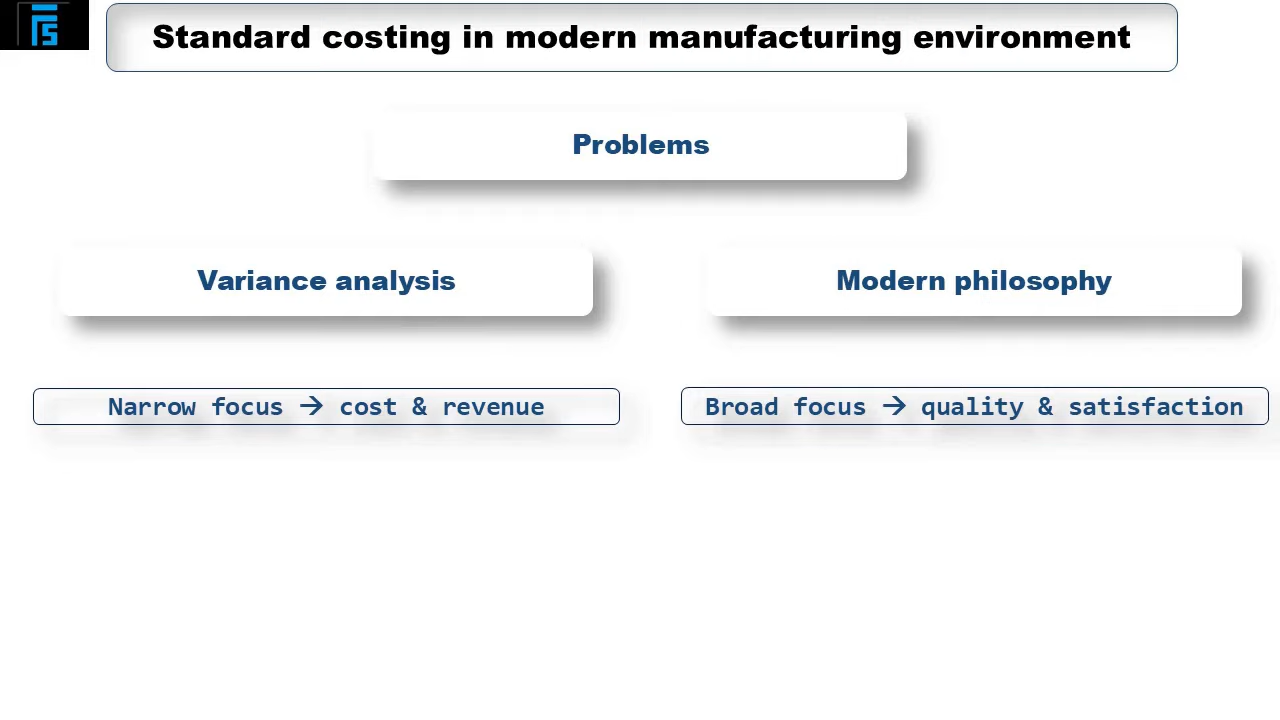 Standard costing in modern manufacturing environment
Problems
Variance analysis
Modern philosophy
Narrow focus → cost & revenue
Broad focus → quality & satisfaction